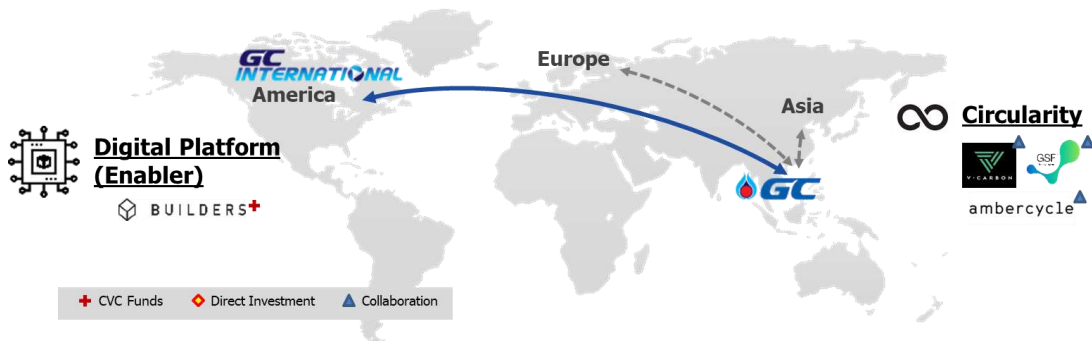 GC
INTERNATIONAL
America
Europe
Asia
GC
Digital Platform
(Enabler)
BUILDERS
Circularity
V-CARBON
GSF
ambercycle
CVC Funds
Direct Investment
Collaboration